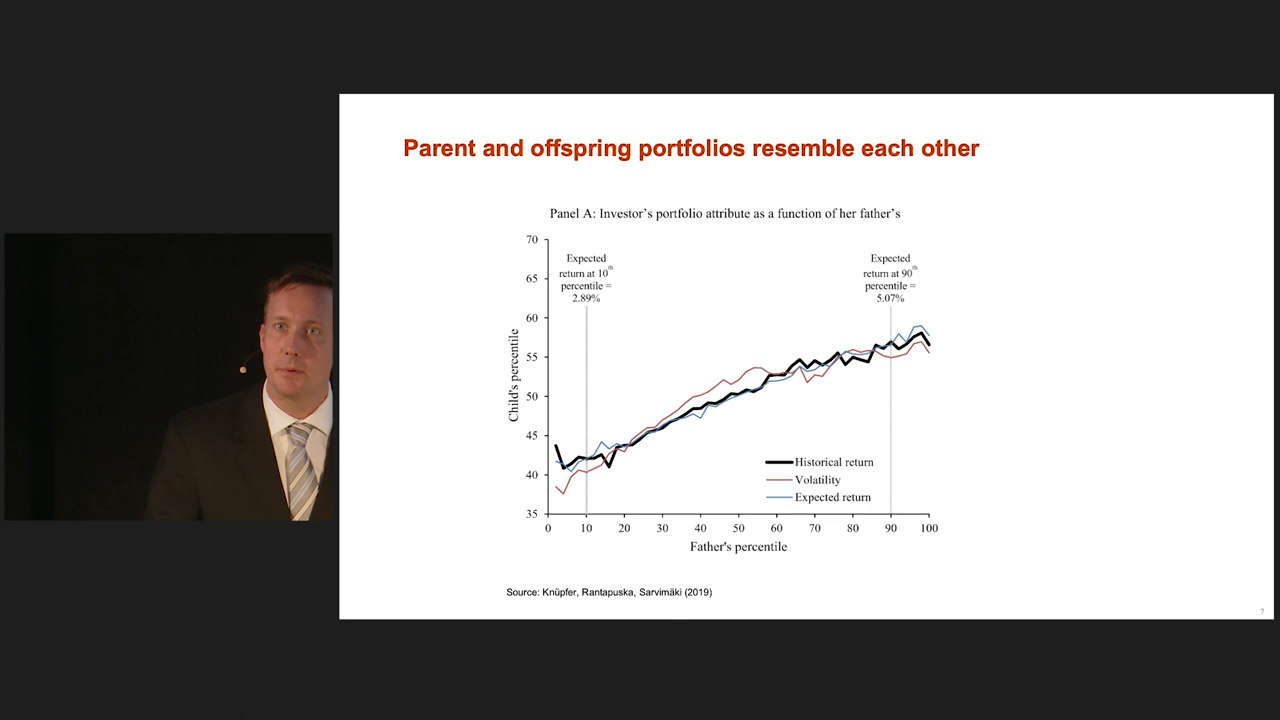 Parent and offspring portfolios resemble each other
Panel A: Investor's portfolio attribute as a function of her father's
Expected
return at 10th
percentile =
2.89%
Expected
return at 90th
percentile =
5.07%
Child's percentile
70
65
60
55
50
45
40
35
Historical return
Volatility
Expected return
0 10 20 30 40 50 60 70 80 90 100
Father's percentile
Source: Knüpfer, Rantapuska, Sarvimäki (2019)
7